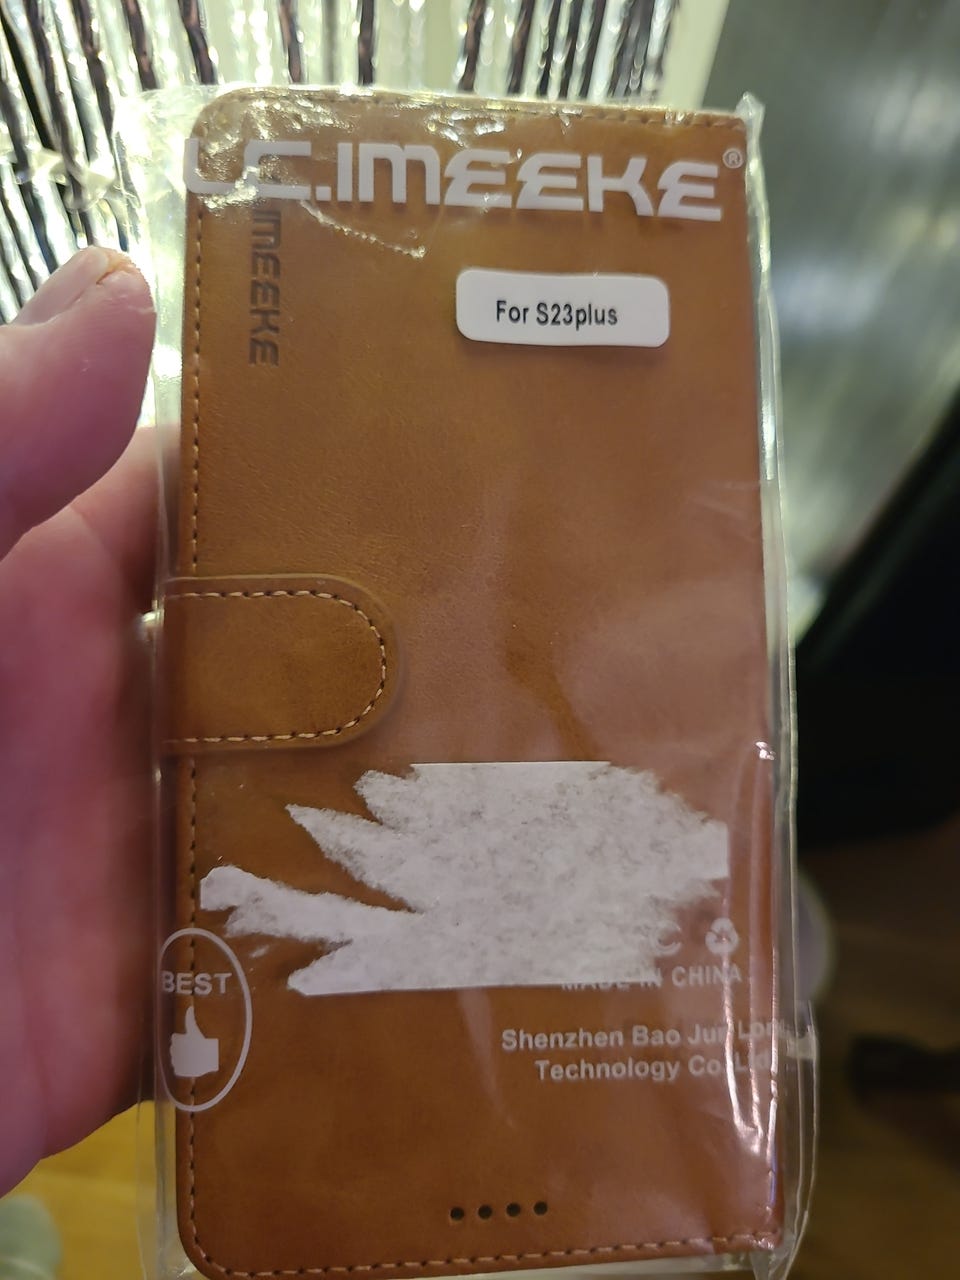 LC.IMEEKE®
IMEEKE
For S23plus
BEST
MADE IN CHINA
Shenzhen Bao Jun
Technology Co Ltd